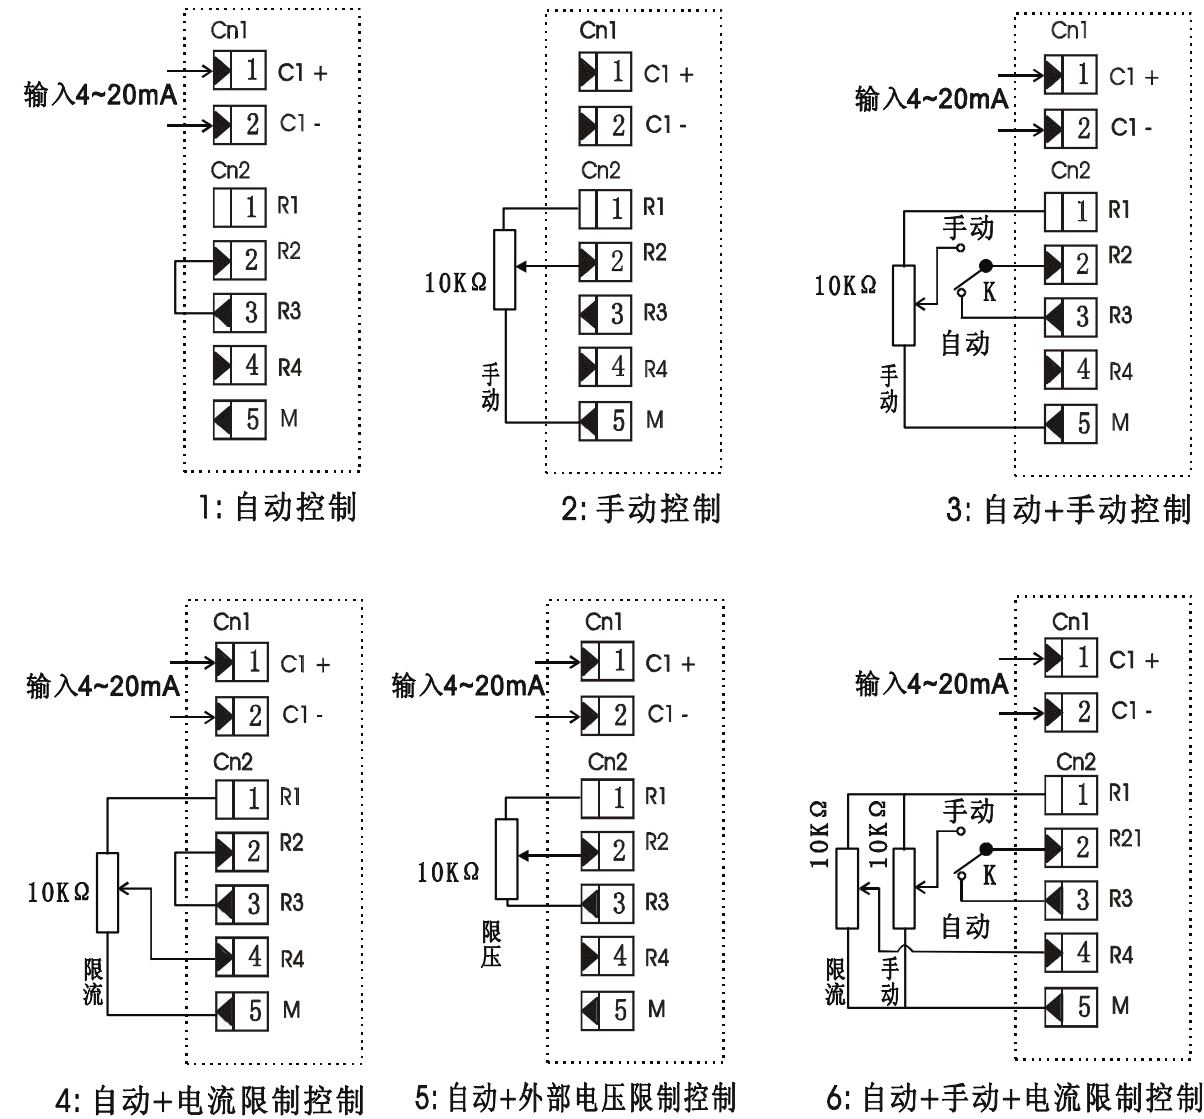 Cn1
1 C1 +
输入4~20mA
2 C1 -
Cn2
1 R1
2 R2
3 R3
4 R4
5 M
1: 自动控制
Cn1
1 C1 +
2 C1 -
Cn2
1 R1
2 R2
10KΩ
3 R3
4 R4
手动
5 M
2: 手动控制
Cn1
1 C1 +
输入4~20mA
2 C1 -
Cn2
1 R1
手动
2 R2
10KΩ
K
3 R3
自动
4 R4
手动
5 M
3: 自动+手动控制
Cn1
1 C1 +
输入4~20mA
2 C1 -
Cn2
1 R1
2 R2
10KΩ
3 R3
4 R4
限流
5 M
4: 自动+电流限制控制
Cn1
1 C1 +
输入4~20mA
2 C1 -
Cn2
1 R1
2 R2
10KΩ
3 R3
限压
4 R4
5 M
5: 自动+外部电压限制控制
Cn1
1 C1 +
输入4~20mA
2 C1 -
Cn2
1 R1
10KΩ
10KΩ
手动
2 R21
K
3 R3
自动
4 R4
限流
手动
5 M
6: 自动+手动+电流限制控制